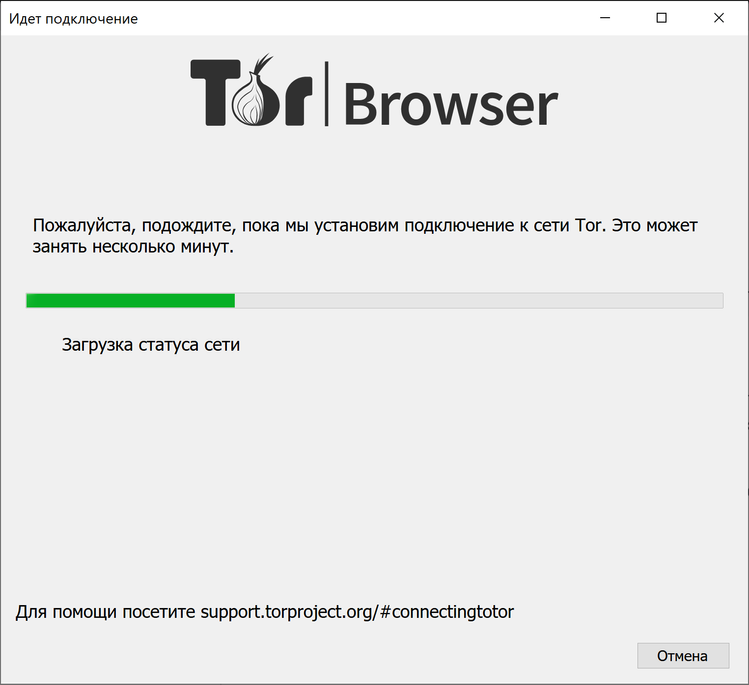 Идет подключение
Tor Browser
Пожалуйста, подождите, пока мы установим подключение к сети Tor. Это может
занять несколько минут.
Загрузка статуса сети
Для помощи посетите support.torproject.org/#connectingtotor
Отмена